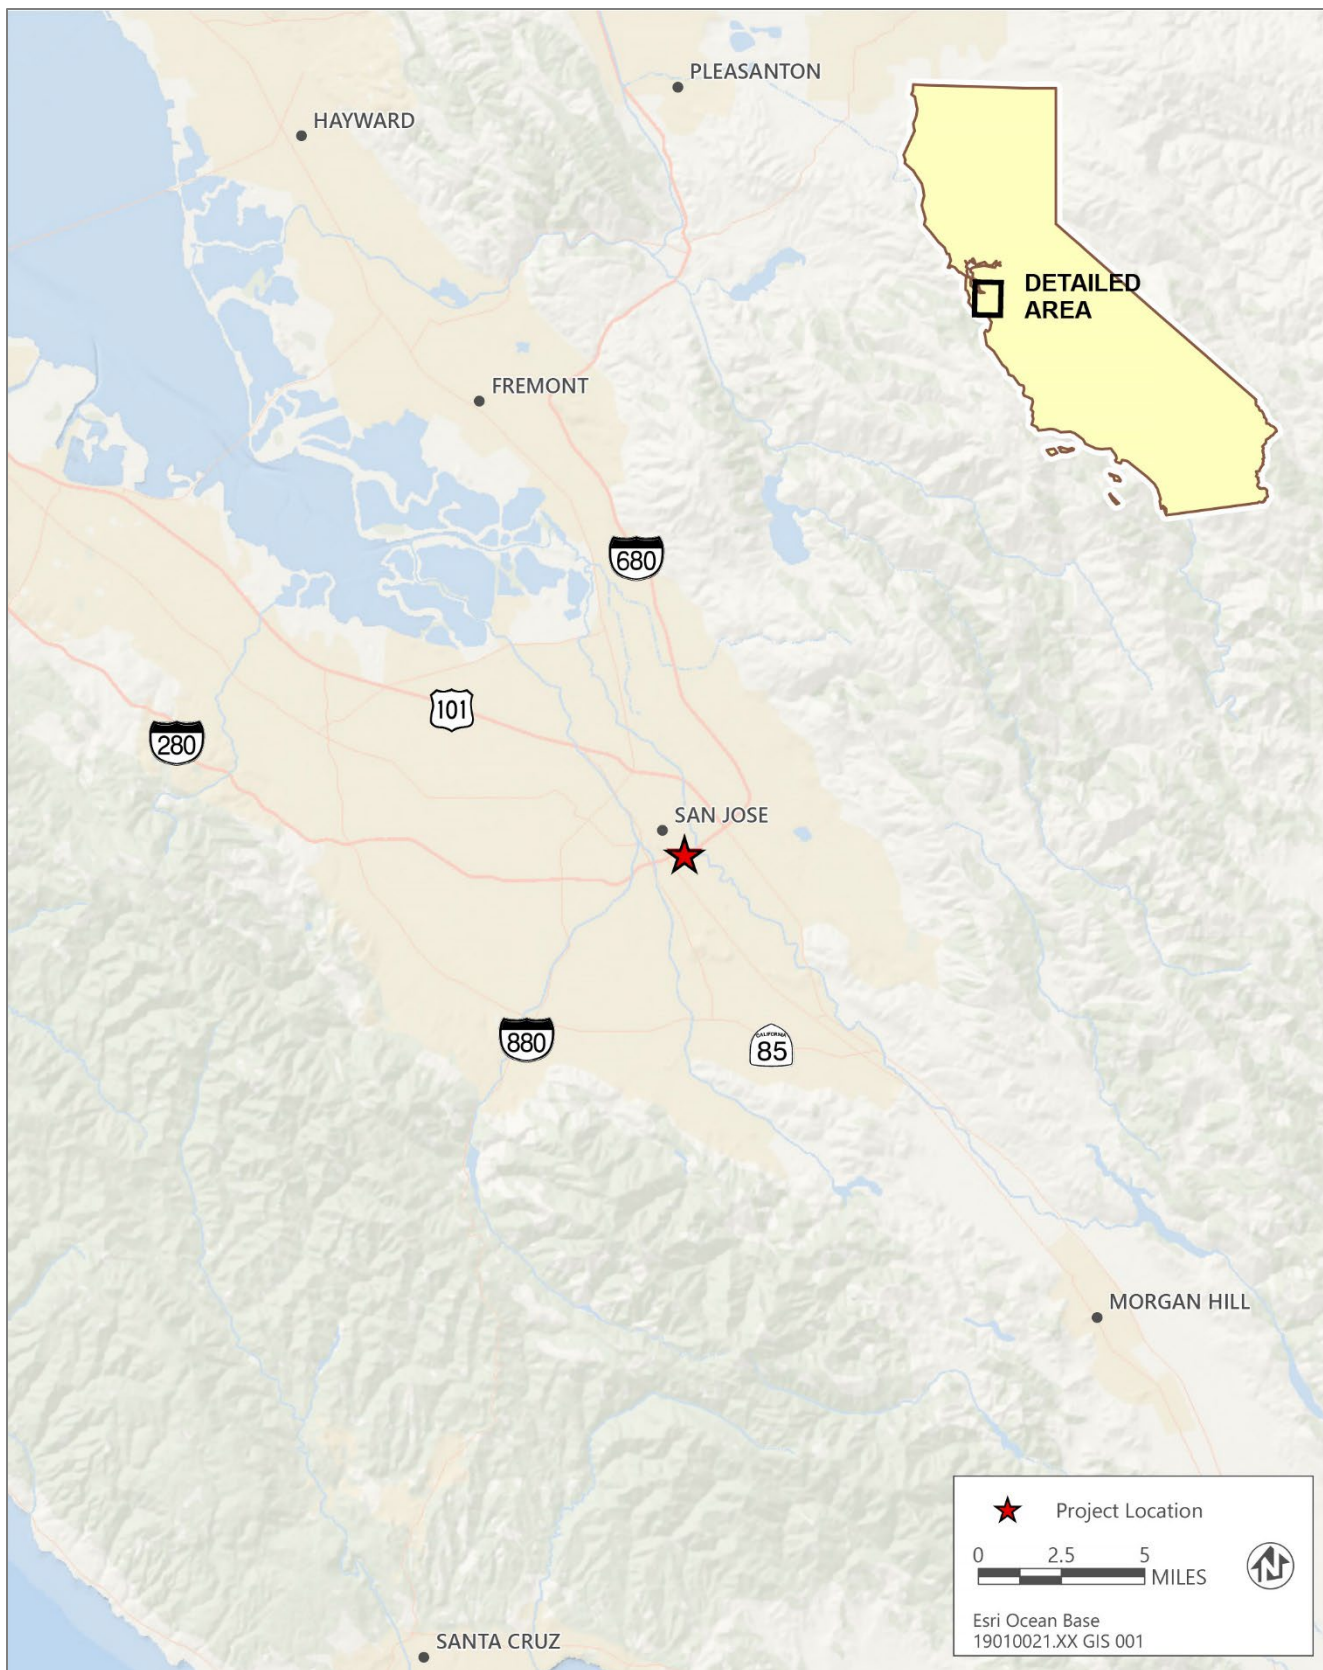 PLEASANTON
HAYWARD
DETAILED
AREA
FREMONT
680
101
280
SAN JOSE
880
CALIFORNIA
85
MORGAN HILL
Project Location
0 2.5 5
MILES
N
Esri Ocean Base
19010021.XX GIS 001
SANTA CRUZ